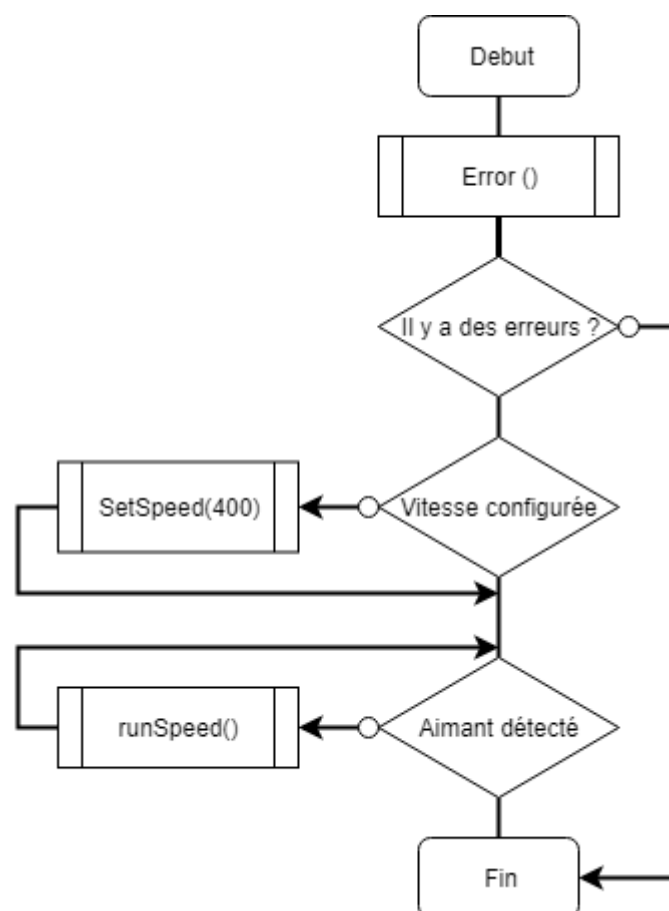 Debut
Error ()
Il y a des erreurs ?
SetSpeed(400)
Vitesse configurée
runSpeed()
Aimant détecté
Fin